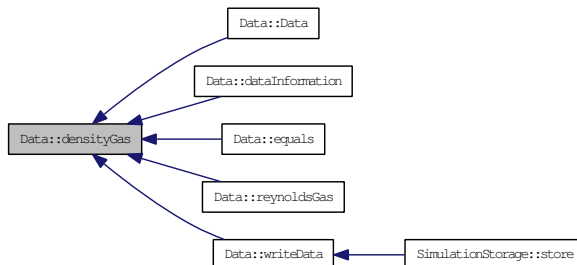 Data::Data
Data::dataInformation
Data::densityGas
Data::equals
Data::reynoldsGas
Data::writeData
SimulationStorage::store